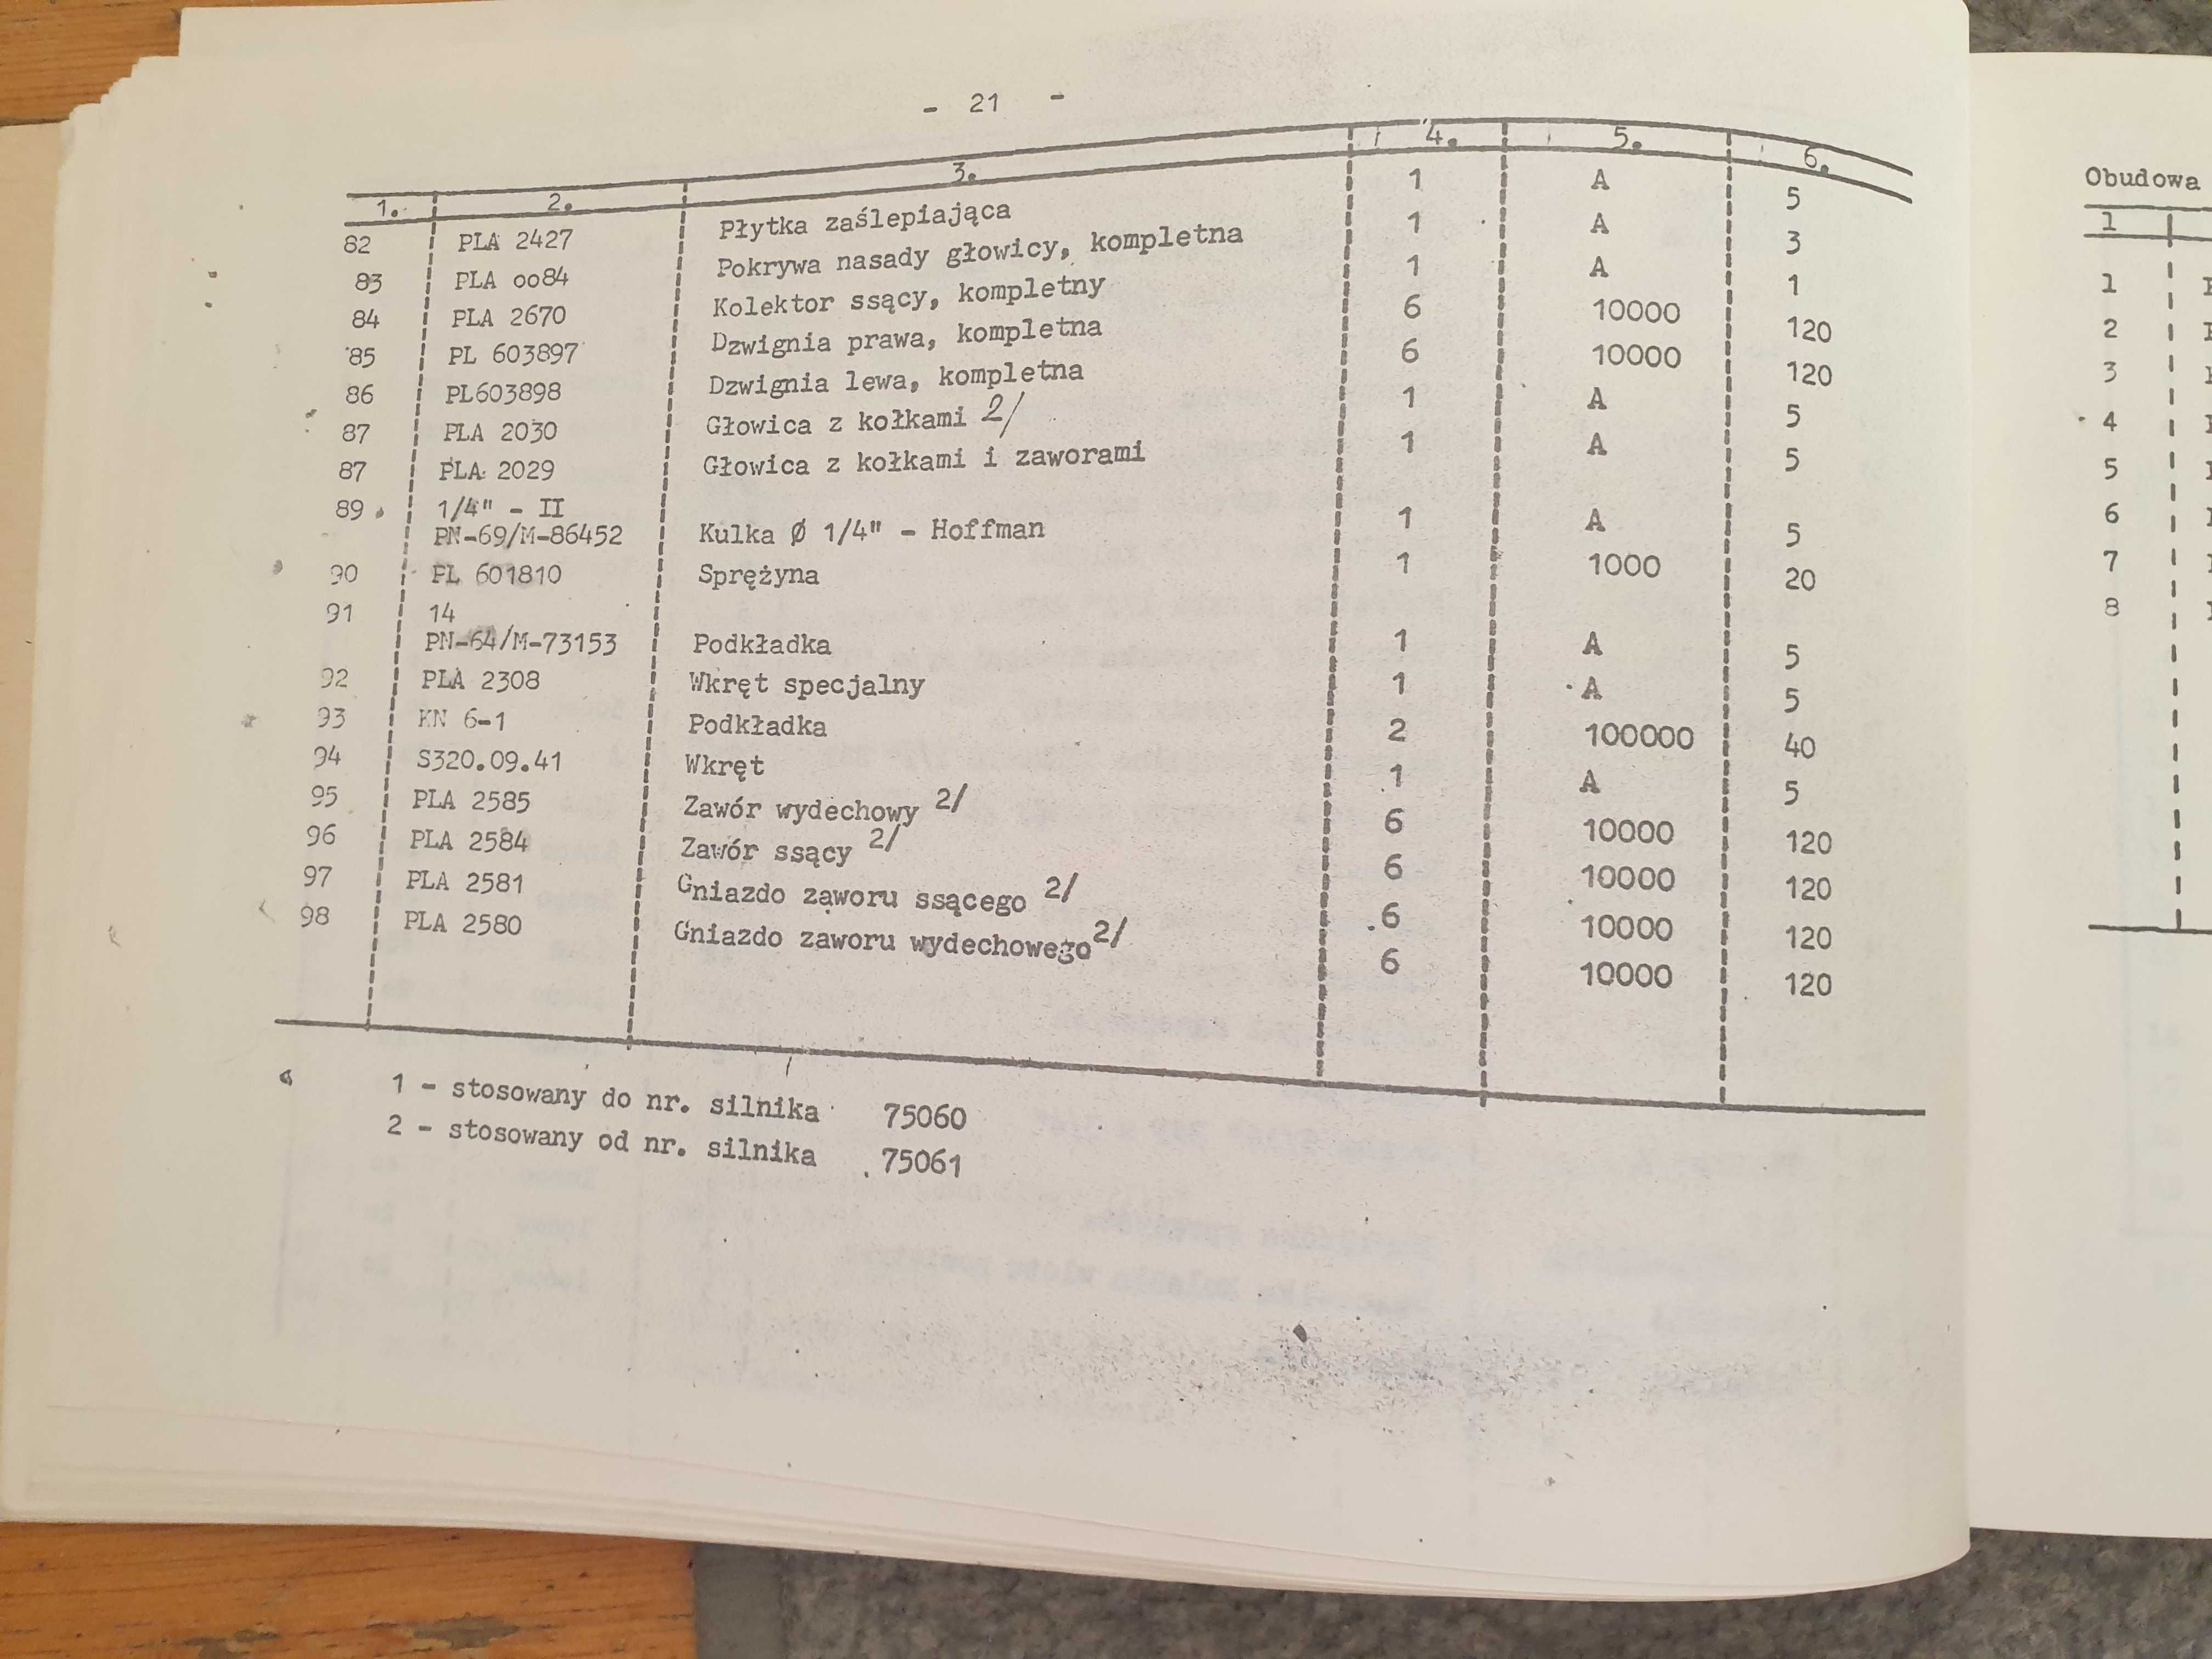 - 21 -
1. 2. 3. 4. 5. 6.
82 PLA 2427 Płytka zaślepiająca 1 A 5
83 PLA oo84 Pokrywa nasady głowicy, kompletna 1 A 3
84 PLA 2670 Kolektor ssący, kompletny 1 A 1
85 PL 603897 Dzwignia prawa, kompletna 6 10000 120
86 PL603898 Dzwignia lewa, kompletna 6 10000 120
87 PLA 2030 Głowica z kołkami 2/ 1 A 5
87 PLA 2029 Głowica z kołkami i zaworami 1 A 5
89 1/4" - II
PN-69/M-86452 Kulka Ø 1/4" - Hoffman 1 A 5
90 PL 601810 Sprężyna 1 1000 20
91 14
PN-64/M-73153 Podkładka 1 A 5
92 PLA 2308 Wkręt specjalny 1 A 5
93 KN 6-1 Podkładka 2 100000 40
94 S320.09.41 Wkręt 1 A 5
95 PLA 2585 Zawór wydechowy 2/ 6 10000 120
96 PLA 2584 Zawór ssący 2/ 6 10000 120
97 PLA 2581 Gniazdo zaworu ssącego 2/ 6 10000 120
98 PLA 2580 Gniazdo zaworu wydechowego 2/ 6 10000 120
1 - stosowany do nr. silnika 75060
2 - stosowany od nr. silnika 75061
Obudowa
1
1
2
3
4
5
6
7
8